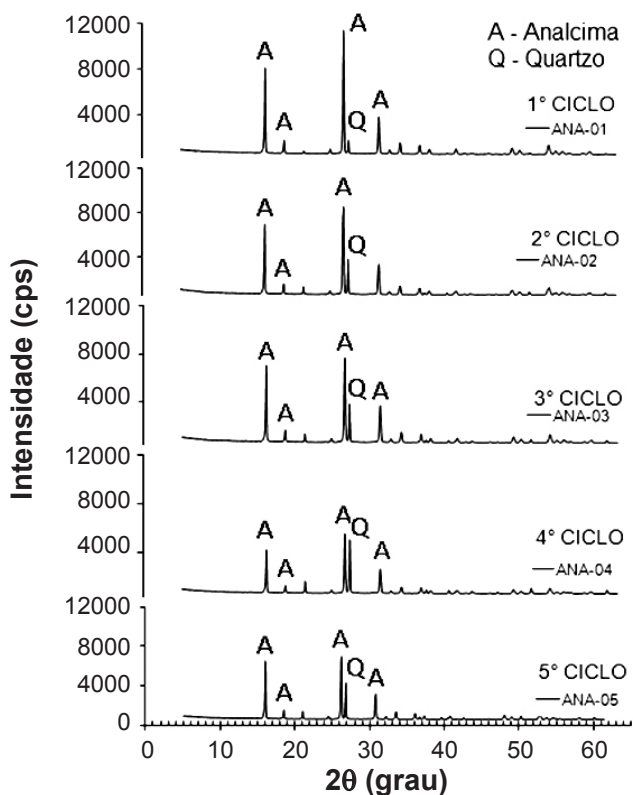 A - Analcima
Q - Quartzo
12000
8000
4000
A
A
A
Q
A
1° CICLO
ANA-01
12000
8000
4000
A
A
A
Q
2° CICLO
ANA-02
12000
8000
4000
A
A
A
Q
A
3° CICLO
ANA-03
12000
8000
4000
A
A
A
Q
A
4° CICLO
ANA-04
12000
8000
4000
0
A
A
A
Q
A
5° CICLO
ANA-05
0 10 20 30 40 50 60
2θ (grau)
Intensidade (cps)